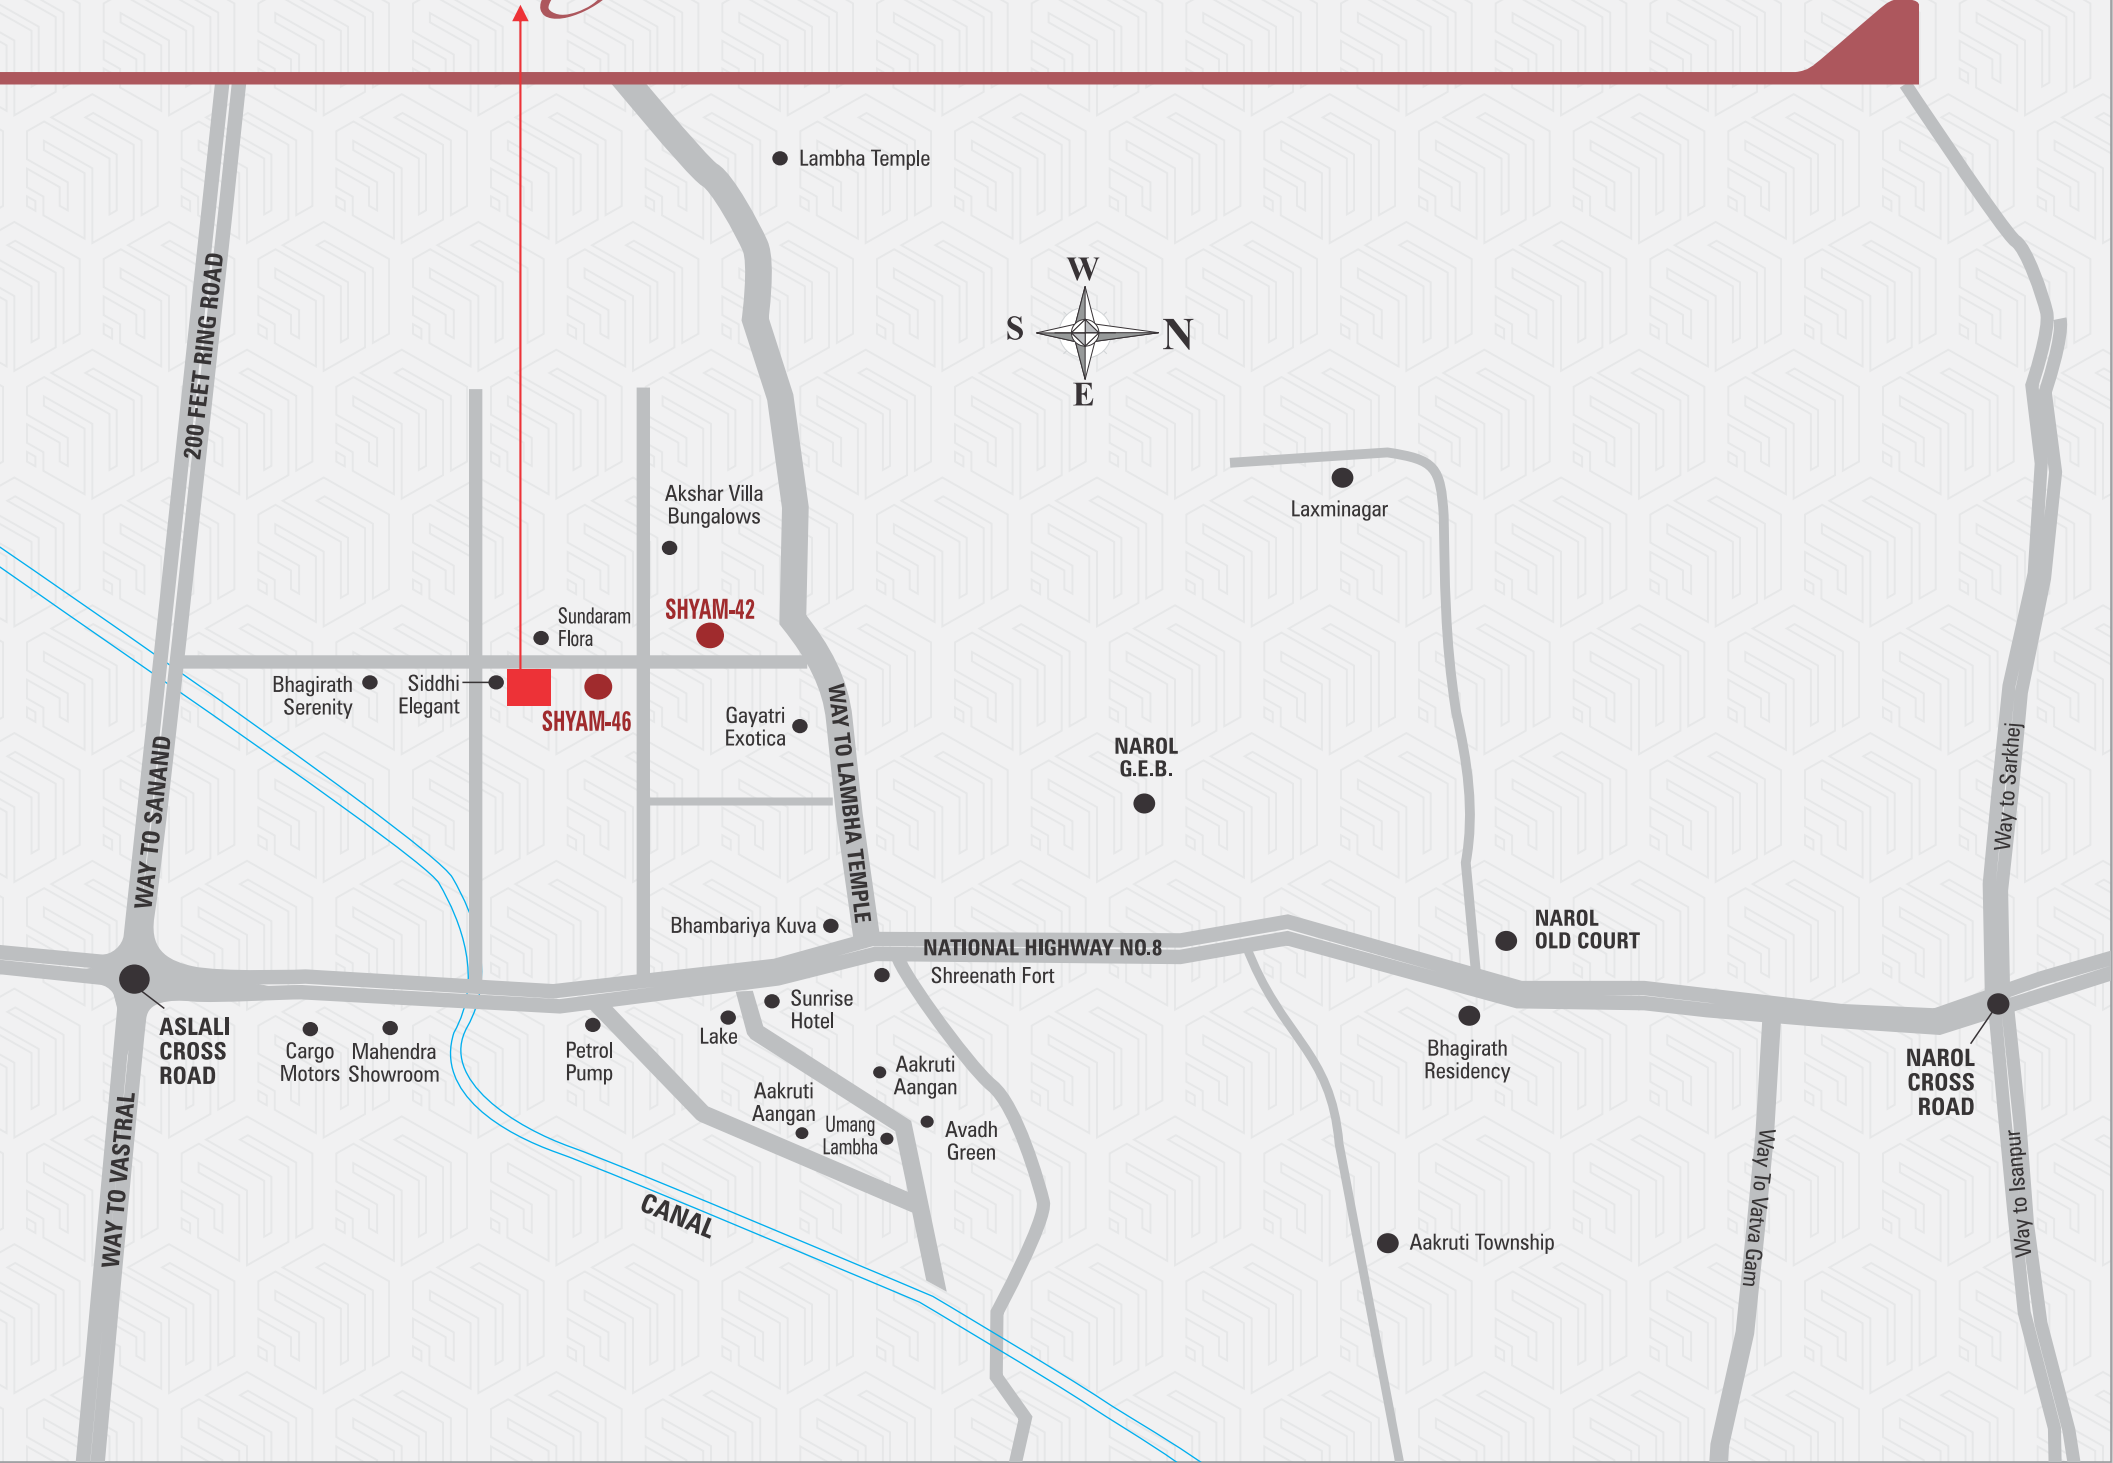 Lambha Temple
W
S
N
E
200 FEET RING ROAD
Akshar Villa
Bungalows
Laxminagar
SHYAM-42
Sundaram
Flora
Bhagirath
Serenity
Siddhi
Elegant
SHYAM-46
Gayatri
Exotica
WAY TO LAMBHA TEMPLE
WAY TO SANAND
NAROL
G.E.B.
Way to Sarkhej
Bhambariya Kuva
NATIONAL HIGHWAY NO.8
NAROL
OLD COURT
Shreenath Fort
Sunrise
Hotel
Lake
ASLALI
CROSS
ROAD
Cargo
Motors
Mahendra
Showroom
Petrol
Pump
Bhagirath
Residency
NAROL
CROSS
ROAD
Aakruti
Aangan
Aakruti
Aangan
Umang
Lambha
Avadh
Green
WAY TO VASTRAL
CANAL
Aakruti Township
Way To Vatva Gam
Way to Isanpur